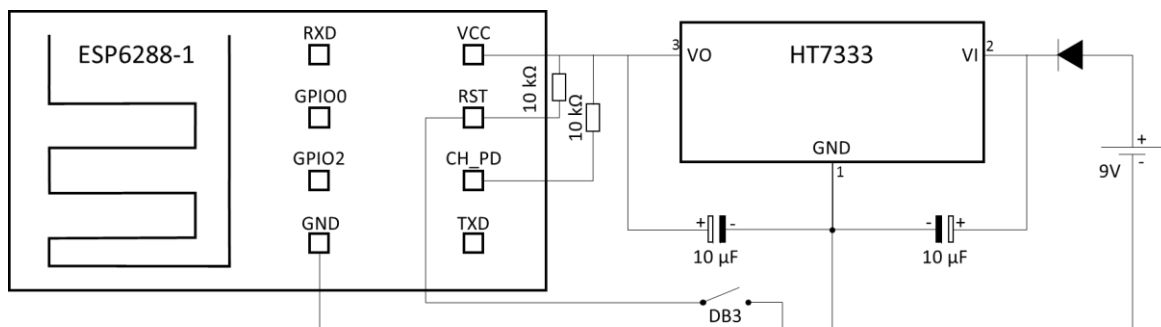 ESP6288-1
RXD
VCC
GPIO0
RST
GPIO2
CH_PD
GND
TXD
10 kΩ
10 kΩ
3
VO
HT7333
VI
2
GND
1
+
-
10 µF
-
+
10 µF
+
-
9V
DB3